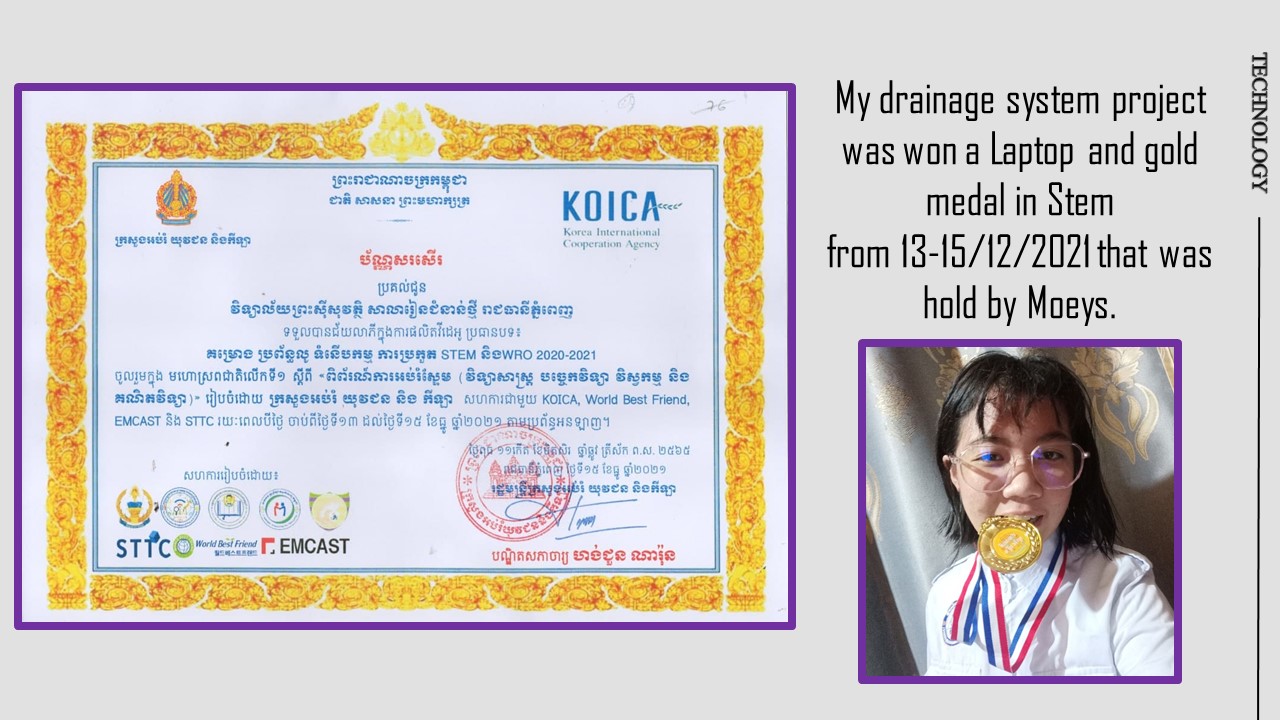 TECHNOLOGY
My drainage system project
was won a Laptop and gold
medal in Stem
from 13-15/12/2021 that was
hold by Moeys.
ព្រះរាជាណាចក្រកម្ពុជា
ជាតិ សាសនា ព្រះមហាក្សត្រ
ក្រសួងអប់រំ យុវជន និងកីឡា
KOICA
Korea International
Cooperation Agency
ប័ណ្ណសរសើរ
ប្រគល់ជូន
វិទ្យាល័យព្រះស៊ីសុវត្ថិ សាលារៀនជំនាន់ថ្មី រាជធានីភ្នំពេញ
ទទួលបានជ័យលាភីក្នុងការផលិតវីដេអូ ប្រធានបទ៖
គម្រោង ប្រព័ន្ធលូ ទំនើបកម្ម ការប្រកួត STEM និងWRO 2020-2021
ចូលរួមក្នុង មហោស្រពជាតិលើកទី១ ស្ដីពី «ពិព័រណ៍ការអប់រំស្ទែម (វិទ្យាសាស្ត្រ បច្ចេកវិទ្យា វិស្វកម្ម និង
គណិតវិទ្យា)» រៀបចំដោយ ក្រសួងអប់រំ យុវជន និង កីឡា សហការជាមួយ KOICA, World Best Friend,
EMCAST និង STTC រយៈពេលបីថ្ងៃ ចាប់ពីថ្ងៃទី១៣ ដល់ថ្ងៃទី១៥ ខែធ្នូ ឆ្នាំ២០២១ តាមប្រព័ន្ធអនឡាញ។
១១កើត ខែមិគសិរ ឆ្នាំឆ្លូវ ត្រីស័ក ព.ស. ២៥៦៥
រាជធានីភ្នំពេញ ថ្ងៃទី១៥ ខែធ្នូ ឆ្នាំ២០២១
រដ្ឋមន្ត្រីក្រសួងអប់រំ យុវជន និងកីឡា
សហការរៀបចំដោយ៖
STTC World Best Friend EMCAST
월드베스트프렌드
បណ្ឌិតសភាចារ្យ ហង់ជួន ណារ៉ុន